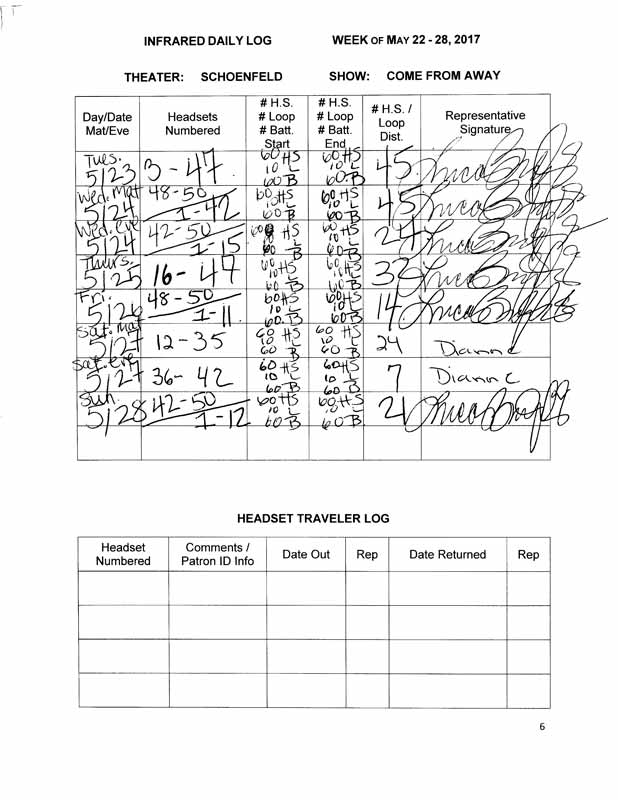 INFRARED DAILY LOG WEEK OF MAY 22 - 28, 2017
THEATER: SCHOENFELD SHOW: COME FROM AWAY
Day/Date Mat/Eve Headsets Numbered # H.S. # Loop # Batt. Start # H.S. # Loop # Batt. End # H.S. / Loop Dist. Representative Signature
Tues. 5/23 3 - 47 60 HS 10 L 60 B 60 HS 10 L 60 B 45
Wed. Mat 5/24 48-50 1-42 60 HS 10 L 60 B 60 HS 10 L 60 B 45
Wed. eve 5/24 42-50 1-15 60 HS 10 L 60 B 60 HS 10 L 60 B 24
Thurs. 5/25 16-47 60 HS 10 L 60 B 60 HS 10 L 60 B 32
Fri. 5/26 48-50 1-11 60 HS 10 L 60 B 60 HS 10 L 60 B 14
Sat. Mat 5/27 12-35 60 HS 10 L 60 B 60 HS 10 L 60 B 24 Diann C
Sat. eve 5/27 36-42 60 HS 10 L 60 B 60 HS 10 L 60 B 7 Diann C
Sun. 5/28 42-50 1-12 60 HS 10 L 60 B 60 HS 10 L 60 B 21
HEADSET TRAVELER LOG
Headset Numbered Comments / Patron ID Info Date Out Rep Date Returned Rep
6